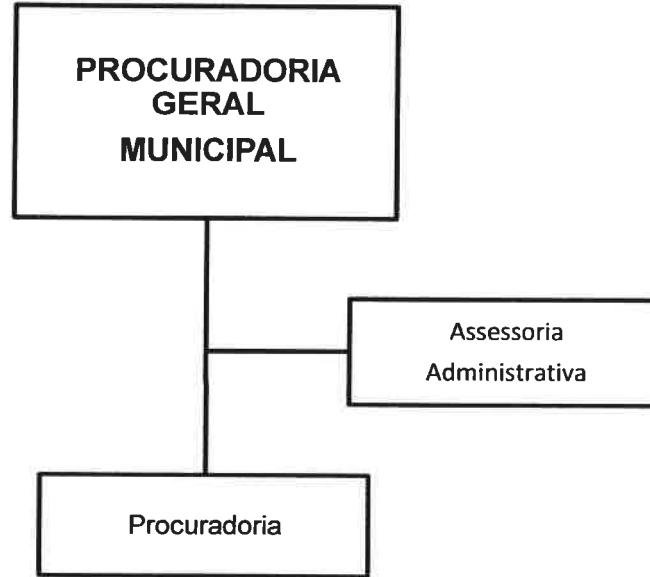 PROCURADORIA
GERAL
MUNICIPAL
Assessoria
Administrativa
Procuradoria